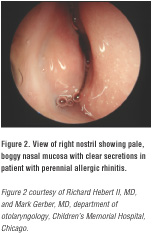 Figure 2. View of right nostril showing pale,
boggy nasal mucosa with clear secretions in
patient with perennial allergic rhinitis.
Figure 2 courtesy of Richard Hebert II, MD,
and Mark Gerber, MD, department of
otolaryngology, Children's Memorial Hospital,
Chicago.